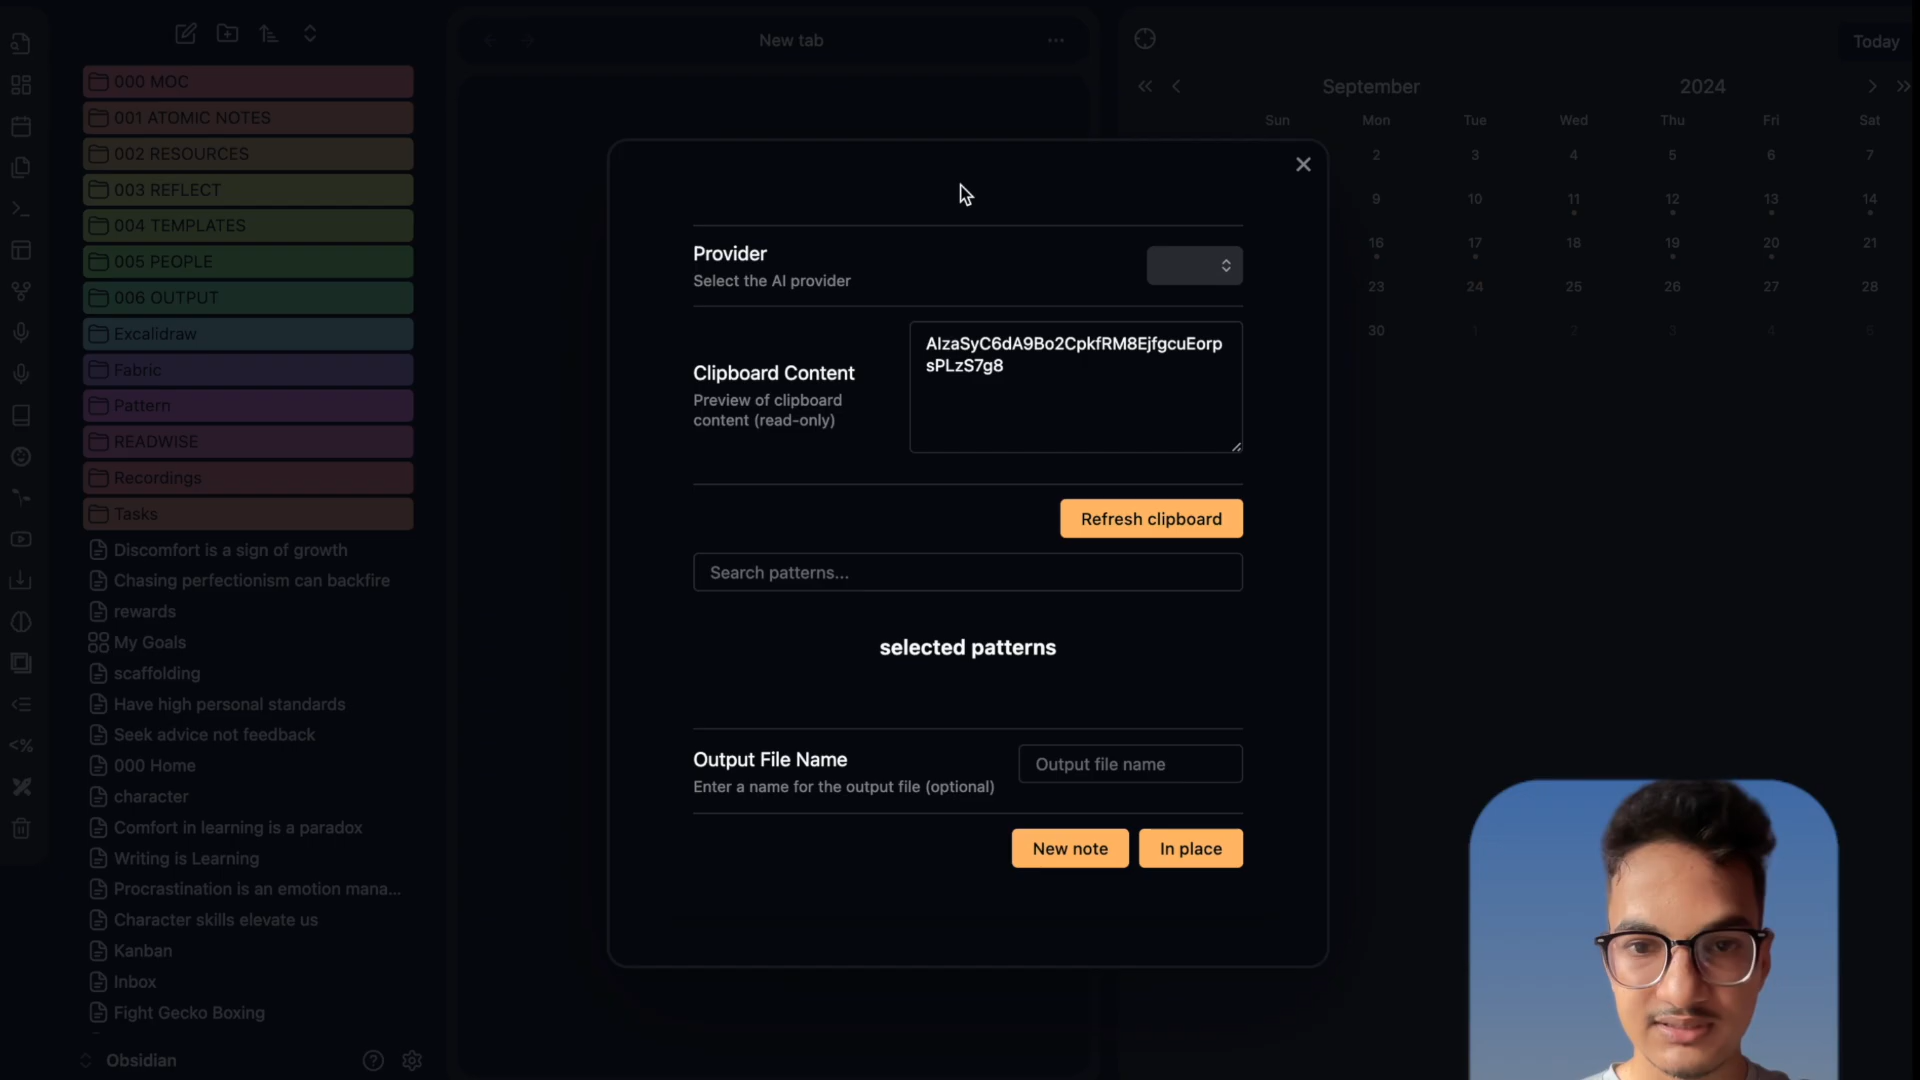 New tab
Today
September 2024
Sun Mon Tue Wed Thu Fri Sat
2 3 4 5 6 7
9 10 11 12 13 14
16 17 18 19 20 21
23 24 25 26 27 28
30 1 2 3 4 5
000 MOC
001 ATOMIC NOTES
002 RESOURCES
003 REFLECT
004 TEMPLATES
005 PEOPLE
006 OUTPUT
Excalidraw
Fabric
Pattern
READWISE
Recordings
Tasks
Discomfort is a sign of growth
Chasing perfectionism can backfire
rewards
My Goals
scaffolding
Have high personal standards
Seek advice not feedback
000 Home
character
Comfort in learning is a paradox
Writing is Learning
Procrastination is an emotion mana...
Character skills elevate us
Kanban
Inbox
Fight Gecko Boxing
Obsidian
Provider
Select the AI provider
Clipboard Content
Preview of clipboard
content (read-only)
AIzaSyC6dA9Bo2CpkfRM8EjfgcuEorp
sPLzS7g8
Refresh clipboard
Search patterns...
selected patterns
Output File Name
Enter a name for the output file (optional)
Output file name
New note
In place